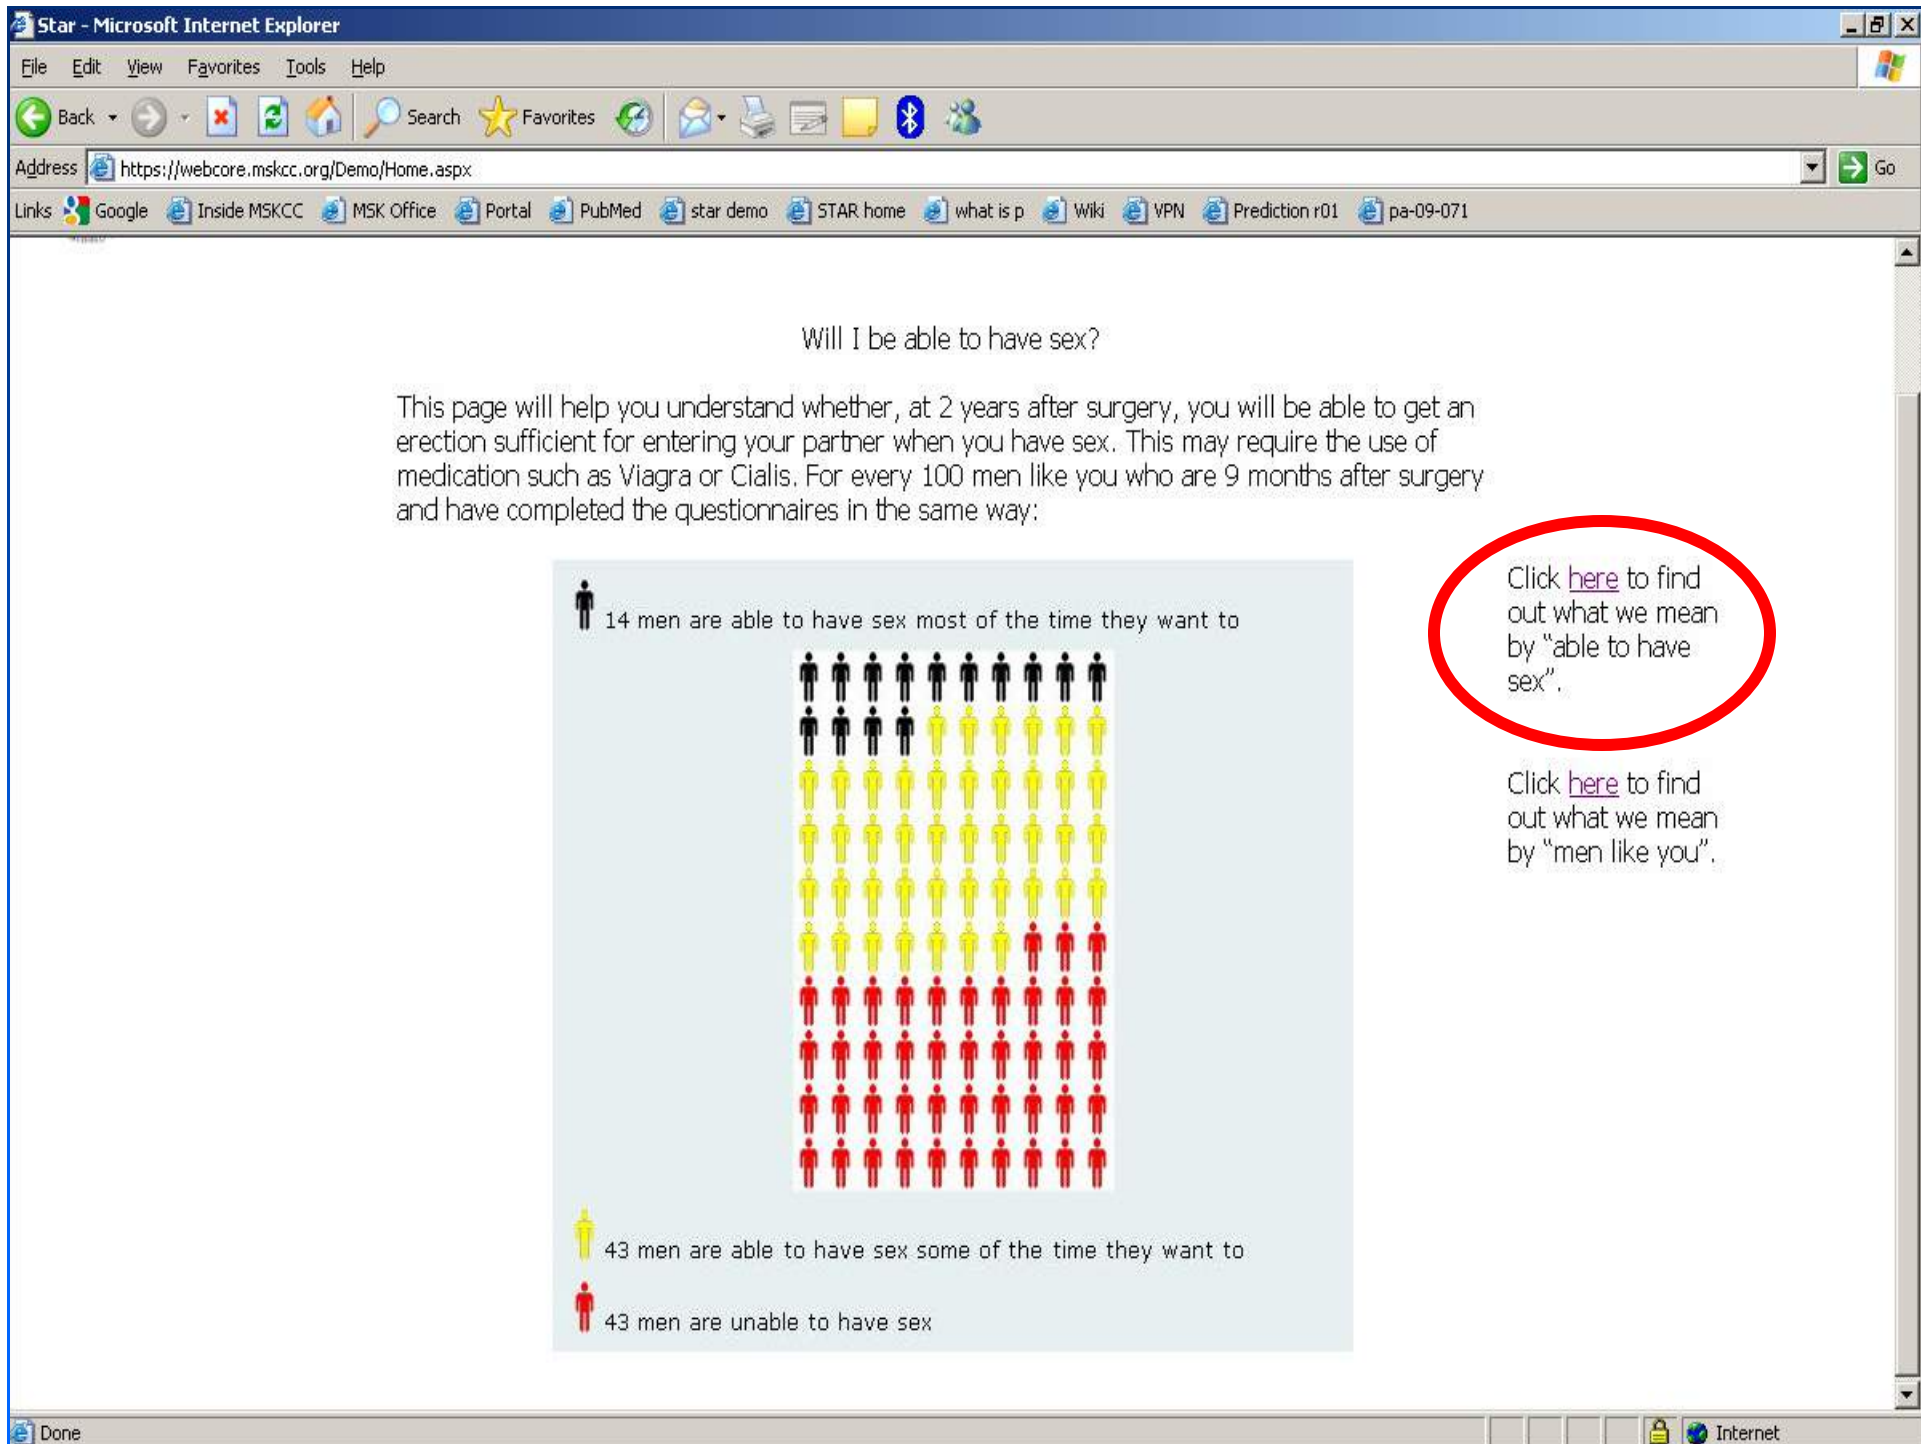 Star - Microsoft Internet Explorer
File Edit View Favorites Tools Help
Back Search Favorites
Address https://webcore.mskcc.org/Demo/Home.aspx Go
Links Google Inside MSKCC MSK Office Portal PubMed star demo STAR home what is p Wiki VPN Prediction r01 pa-09-071
Will I be able to have sex?
This page will help you understand whether, at 2 years after surgery, you will be able to get an
erection sufficient for entering your partner when you have sex. This may require the use of
medication such as Viagra or Cialis. For every 100 men like you who are 9 months after surgery
and have completed the questionnaires in the same way:
14 men are able to have sex most of the time they want to
43 men are able to have sex some of the time they want to
43 men are unable to have sex
Click here to find
out what we mean
by "able to have
sex".
Click here to find
out what we mean
by "men like you".
Done Internet